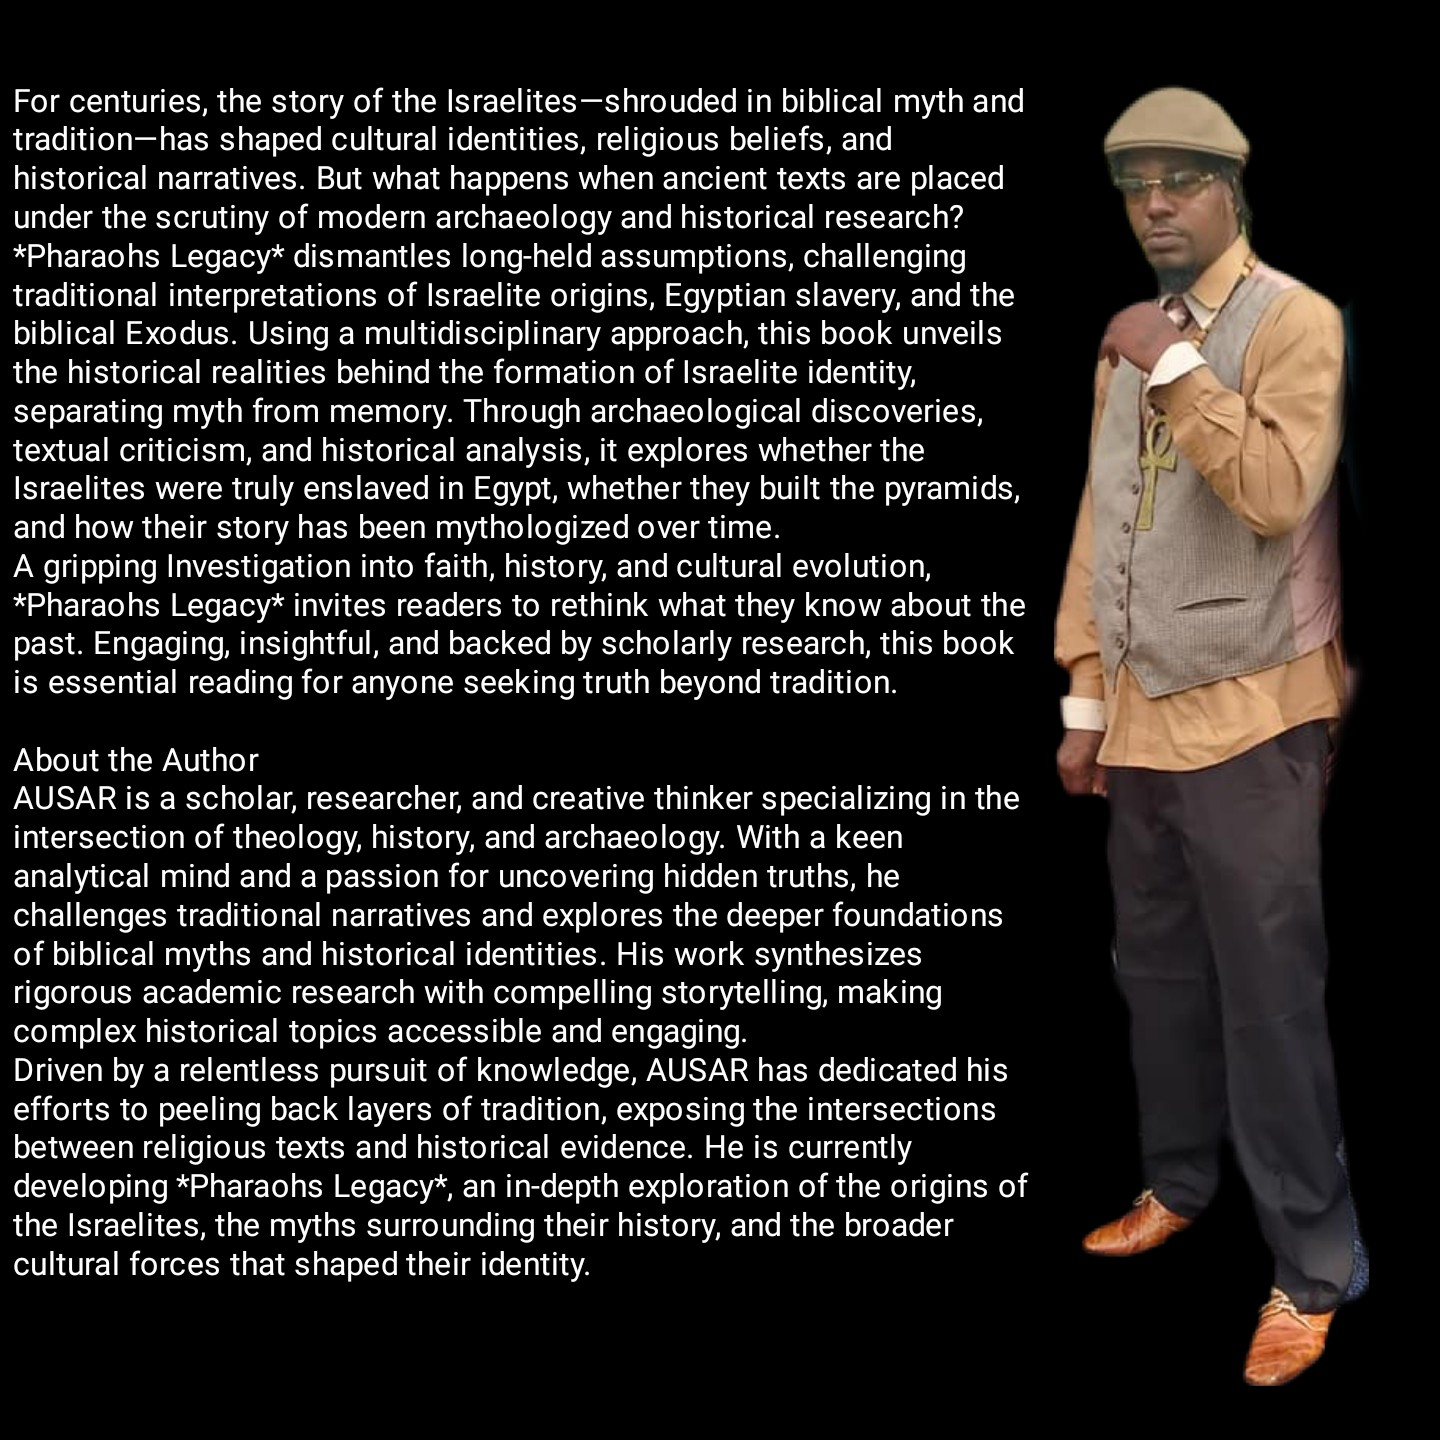 For centuries, the story of the Israelites—shrouded in biblical myth and
tradition—has shaped cultural identities, religious beliefs, and
historical narratives. But what happens when ancient texts are placed
under the scrutiny of modern archaeology and historical research?
*Pharaohs Legacy* dismantles long-held assumptions, challenging
traditional interpretations of Israelite origins, Egyptian slavery, and the
biblical Exodus. Using a multidisciplinary approach, this book unveils
the historical realities behind the formation of Israelite identity,
separating myth from memory. Through archaeological discoveries,
textual criticism, and historical analysis, it explores whether the
Israelites were truly enslaved in Egypt, whether they built the pyramids,
and how their story has been mythologized over time.
A gripping Investigation into faith, history, and cultural evolution,
*Pharaohs Legacy* invites readers to rethink what they know about the
past. Engaging, insightful, and backed by scholarly research, this book
is essential reading for anyone seeking truth beyond tradition.
About the Author
AUSAR is a scholar, researcher, and creative thinker specializing in the
intersection of theology, history, and archaeology. With a keen
analytical mind and a passion for uncovering hidden truths, he
challenges traditional narratives and explores the deeper foundations
of biblical myths and historical identities. His work synthesizes
rigorous academic research with compelling storytelling, making
complex historical topics accessible and engaging.
Driven by a relentless pursuit of knowledge, AUSAR has dedicated his
efforts to peeling back layers of tradition, exposing the intersections
between religious texts and historical evidence. He is currently
developing *Pharaohs Legacy*, an in-depth exploration of the origins of
the Israelites, the myths surrounding their history, and the broader
cultural forces that shaped their identity.